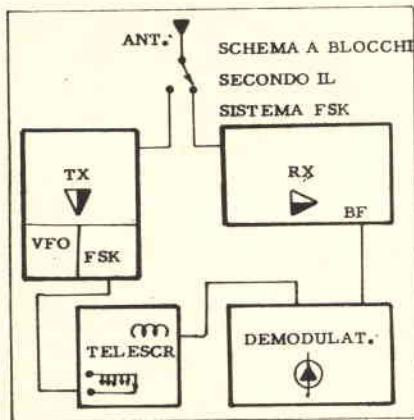 ANT.
SCHEMA A BLOCCHI
SECONDO IL
SISTEMA FSK
TX
RX
VFO
FSK
BF
TELESCR
DEMODULAT.